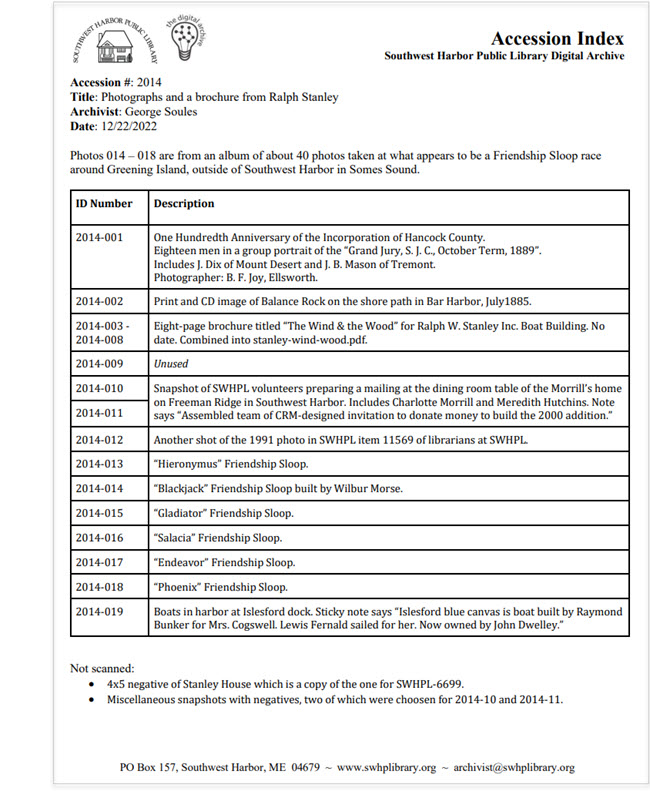 SOUTHWEST HARBOR PUBLIC LIBRARY
the digital archive
Accession Index
Southwest Harbor Public Library Digital Archive
Accession #: 2014
Title: Photographs and a brochure from Ralph Stanley
Archivist: George Soules
Date: 12/22/2022
Photos 014 – 018 are from an album of about 40 photos taken at what appears to be a Friendship Sloop race
around Greening Island, outside of Southwest Harbor in Somes Sound.
ID Number Description
2014-001 One Hundredth Anniversary of the Incorporation of Hancock County.
Eighteen men in a group portrait of the “Grand Jury, S. J. C., October Term, 1889”.
Includes J. Dix of Mount Desert and J. B. Mason of Tremont.
Photographer: B. F. Joy, Ellsworth.
2014-002 Print and CD image of Balance Rock on the shore path in Bar Harbor, July1885.
2014-003 - Eight-page brochure titled “The Wind & the Wood” for Ralph W. Stanley Inc. Boat Building. No
2014-008 date. Combined into stanley-wind-wood.pdf.
2014-009 Unused
2014-010 Snapshot of SWHPL volunteers preparing a mailing at the dining room table of the Morrill’s home
on Freeman Ridge in Southwest Harbor. Includes Charlotte Morrill and Meredith Hutchins. Note
2014-011 says “Assembled team of CRM-designed invitation to donate money to build the 2000 addition.”
2014-012 Another shot of the 1991 photo in SWHPL item 11569 of librarians at SWHPL.
2014-013 “Hieronymus” Friendship Sloop.
2014-014 “Blackjack” Friendship Sloop built by Wilbur Morse.
2014-015 “Gladiator” Friendship Sloop.
2014-016 “Salacia” Friendship Sloop.
2014-017 “Endeavor” Friendship Sloop.
2014-018 “Phoenix” Friendship Sloop.
2014-019 Boats in harbor at Islesford dock. Sticky note says “Islesford blue canvas is boat built by Raymond
Bunker for Mrs. Cogswell. Lewis Fernald sailed for her. Now owned by John Dwelley.”
Not scanned:
• 4x5 negative of Stanley House which is a copy of the one for SWHPL-6699.
• Miscellaneous snapshots with negatives, two of which were choosen for 2014-10 and 2014-11.
PO Box 157, Southwest Harbor, ME 04679 ~ www.swhplibrary.org ~ archivist@swhplibrary.org